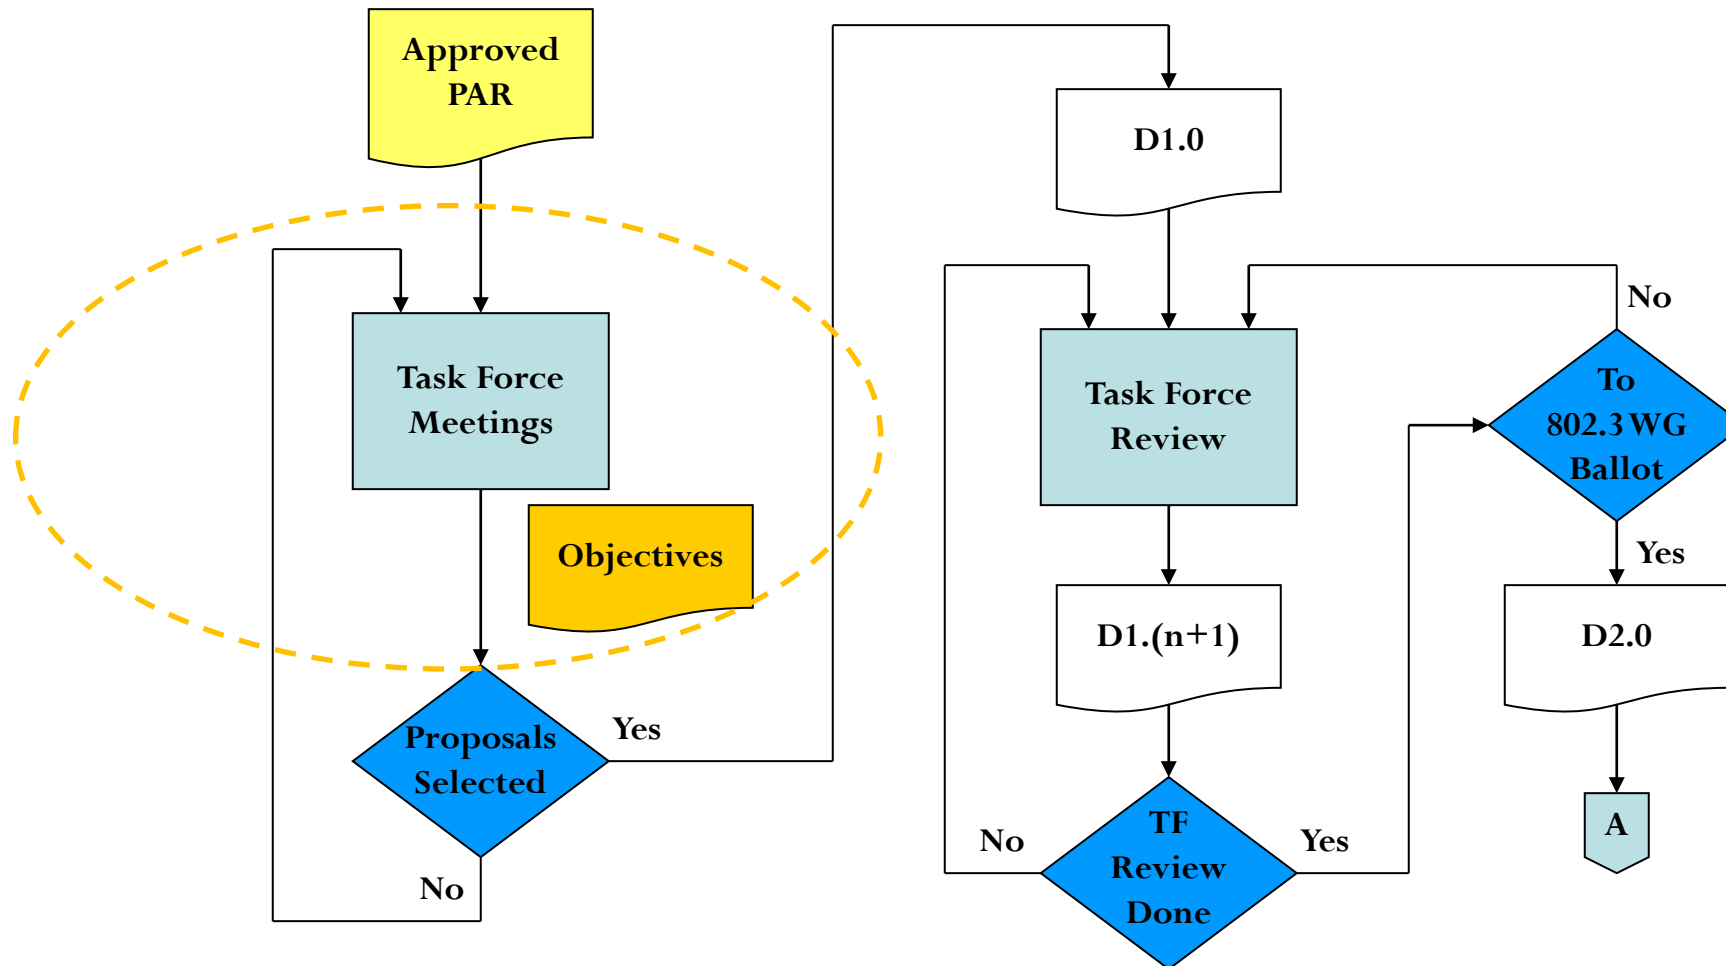 Approved
PAR
Task Force
Meetings
Objectives
Proposals
Selected
Yes
No
D1.0
Task Force
Review
D1.(n+1)
TF
Review
Done
No
Yes
To
802.3 WG
Ballot
No
Yes
D2.0
A